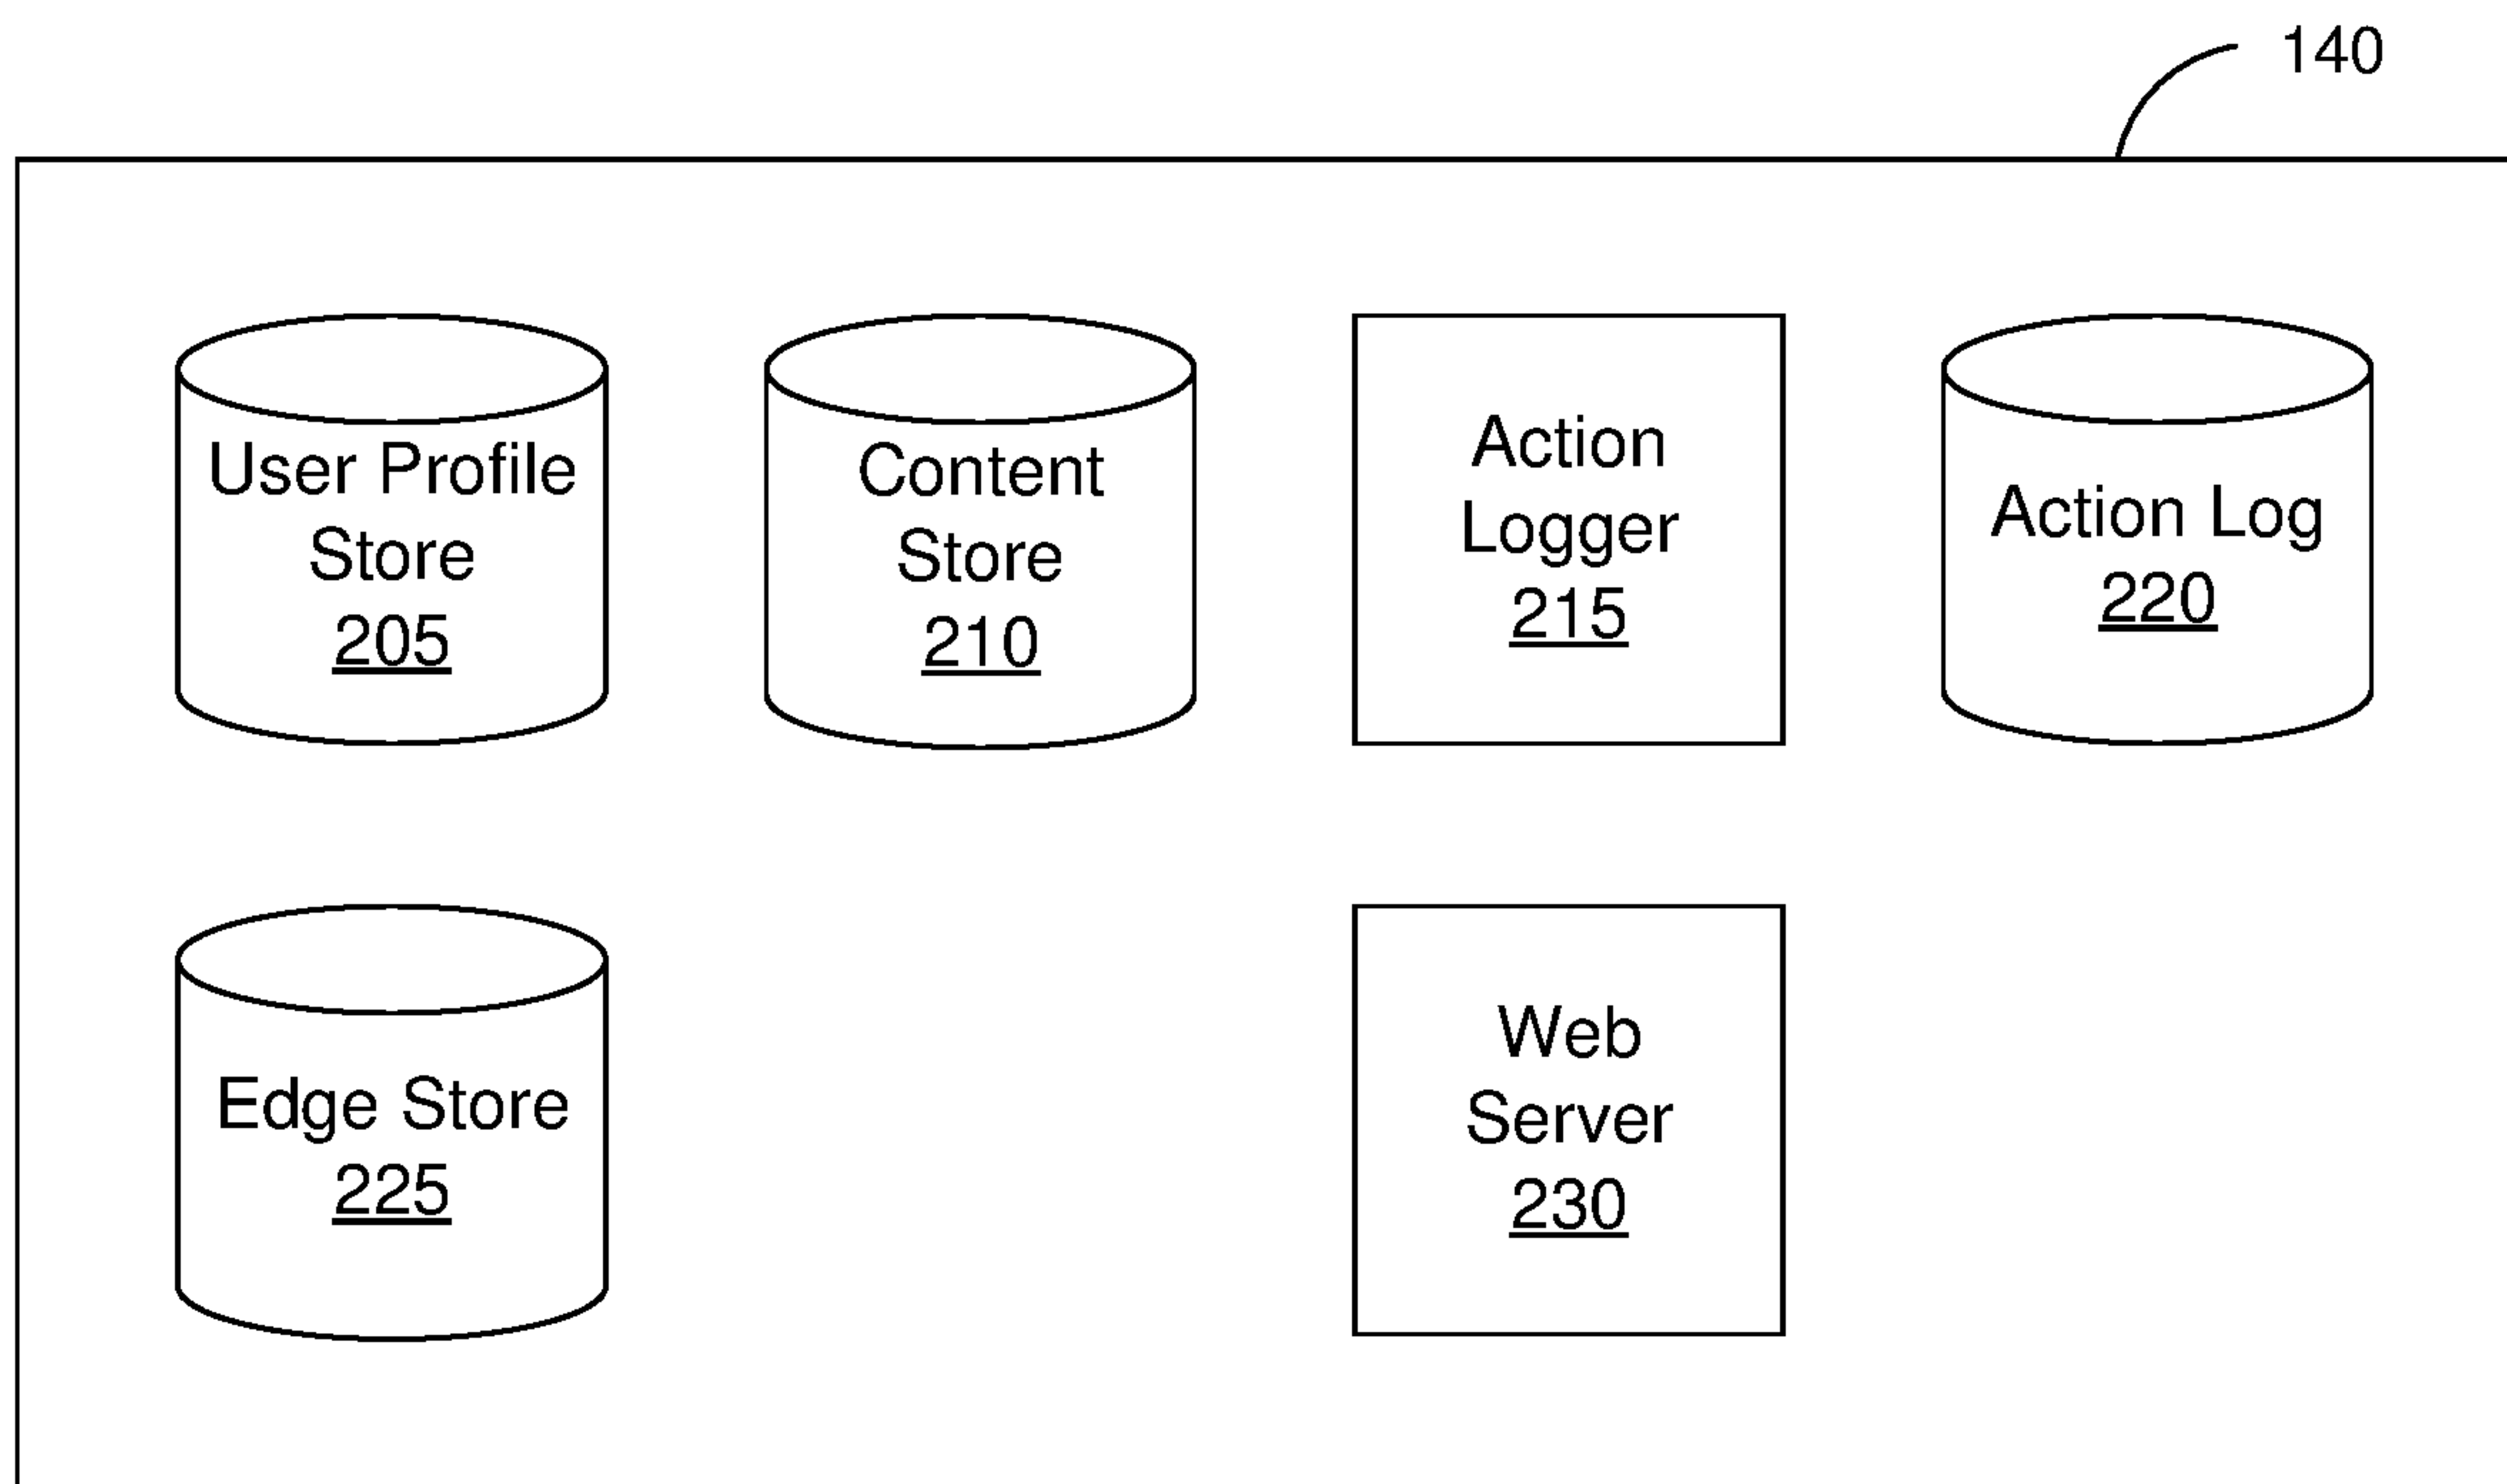 140
User Profile
Store
205
Content
Store
210
Action
Logger
215
Action Log
220
Edge Store
225
Web
Server
230